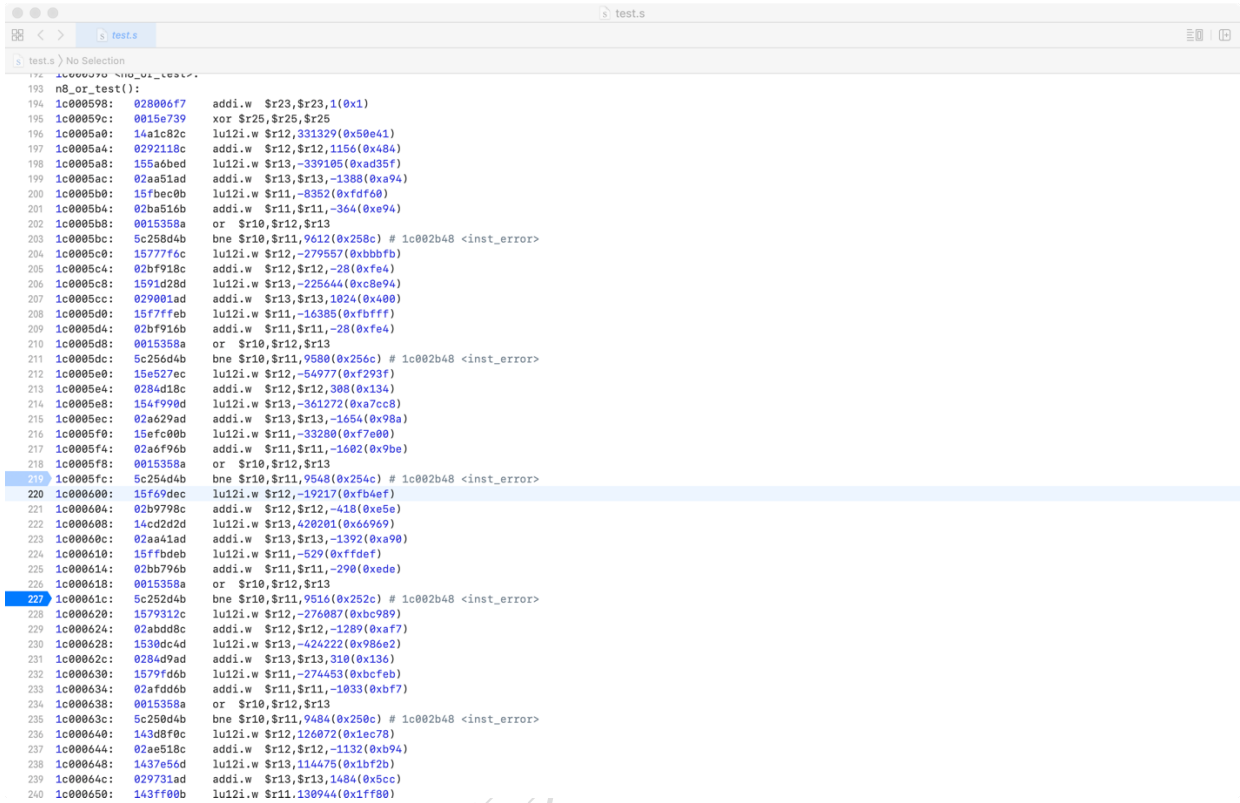 test.s
test.s
test.s 〉No Selection
192 1c000598 <n8_or_test>:
193 n8_or_test():
194 1c000598: 028006f7 addi.w $r23,$r23,1(0x1)
195 1c00059c: 0015e739 xor $r25,$r25,$r25
196 1c0005a0: 14a1c82c lu12i.w $r12,331329(0x50e41)
197 1c0005a4: 0292118c addi.w $r12,$r12,1156(0x484)
198 1c0005a8: 155a6bed lu12i.w $r13,-339105(0xad35f)
199 1c0005ac: 02aa51ad addi.w $r13,$r13,-1388(0xa94)
200 1c0005b0: 15fbec0b lu12i.w $r11,-8352(0xfdf60)
201 1c0005b4: 02ba516b addi.w $r11,$r11,-364(0xe94)
202 1c0005b8: 0015358a or $r10,$r12,$r13
203 1c0005bc: 5c258d4b bne $r10,$r11,9612(0x258c) # 1c002b48 <inst_error>
204 1c0005c0: 15777f6c lu12i.w $r12,-279557(0xbbbfb)
205 1c0005c4: 02bf918c addi.w $r12,$r12,-28(0xfe4)
206 1c0005c8: 1591d28d lu12i.w $r13,-225644(0xc8e94)
207 1c0005cc: 029001ad addi.w $r13,$r13,1024(0x400)
208 1c0005d0: 15f7ffeb lu12i.w $r11,-16385(0xfbfff)
209 1c0005d4: 02bf916b addi.w $r11,$r11,-28(0xfe4)
210 1c0005d8: 0015358a or $r10,$r12,$r13
211 1c0005dc: 5c256d4b bne $r10,$r11,9580(0x256c) # 1c002b48 <inst_error>
212 1c0005e0: 15e527ec lu12i.w $r12,-54977(0xf293f)
213 1c0005e4: 0284d18c addi.w $r12,$r12,308(0x134)
214 1c0005e8: 154f990d lu12i.w $r13,-361272(0xa7cc8)
215 1c0005ec: 02a629ad addi.w $r13,$r13,-1654(0x98a)
216 1c0005f0: 15efc00b lu12i.w $r11,-33280(0xf7e00)
217 1c0005f4: 02a6f96b addi.w $r11,$r11,-1602(0x9be)
218 1c0005f8: 0015358a or $r10,$r12,$r13
219 1c0005fc: 5c254d4b bne $r10,$r11,9548(0x254c) # 1c002b48 <inst_error>
220 1c000600: 15f69dec lu12i.w $r12,-19217(0xfb4ef)
221 1c000604: 02b9798c addi.w $r12,$r12,-418(0xe5e)
222 1c000608: 14cd2d2d lu12i.w $r13,420201(0x66969)
223 1c00060c: 02aa41ad addi.w $r13,$r13,-1392(0xa90)
224 1c000610: 15ffbdeb lu12i.w $r11,-529(0xffdef)
225 1c000614: 02bb796b addi.w $r11,$r11,-290(0xede)
226 1c000618: 0015358a or $r10,$r12,$r13
227 1c00061c: 5c252d4b bne $r10,$r11,9516(0x252c) # 1c002b48 <inst_error>
228 1c000620: 1579312c lu12i.w $r12,-276087(0xbc989)
229 1c000624: 02abdd8c addi.w $r12,$r12,-1289(0xaf7)
230 1c000628: 1530dc4d lu12i.w $r13,-424222(0x986e2)
231 1c00062c: 0284d9ad addi.w $r13,$r13,310(0x136)
232 1c000630: 1579fd6b lu12i.w $r11,-274453(0xbcfeb)
233 1c000634: 02afdd6b addi.w $r11,$r11,-1033(0xbf7)
234 1c000638: 0015358a or $r10,$r12,$r13
235 1c00063c: 5c250d4b bne $r10,$r11,9484(0x250c) # 1c002b48 <inst_error>
236 1c000640: 143d8f0c lu12i.w $r12,126072(0x1ec78)
237 1c000644: 02ae518c addi.w $r12,$r12,-1132(0xb94)
238 1c000648: 1437e56d lu12i.w $r13,114475(0x1bf2b)
239 1c00064c: 029731ad addi.w $r13,$r13,1484(0x5cc)
240 1c000650: 143ff00b lu12i.w $r11,130944(0x1ff80)